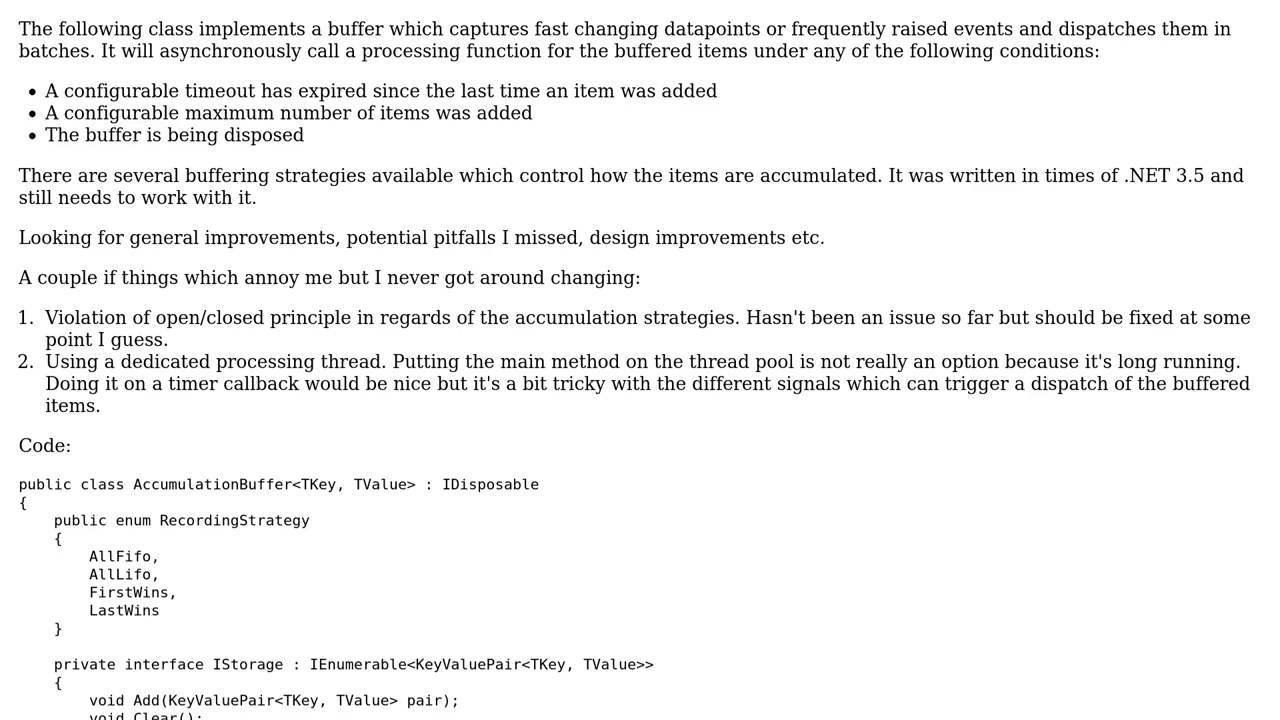 The following class implements a buffer which captures fast changing datapoints or frequently raised events and dispatches them in
batches. It will asynchronously call a processing function for the buffered items under any of the following conditions:
• A configurable timeout has expired since the last time an item was added
• A configurable maximum number of items was added
• The buffer is being disposed
There are several buffering strategies available which control how the items are accumulated. It was written in times of .NET 3.5 and
still needs to work with it.
Looking for general improvements, potential pitfalls I missed, design improvements etc.
A couple if things which annoy me but I never got around changing:
1. Violation of open/closed principle in regards of the accumulation strategies. Hasn't been an issue so far but should be fixed at some
point I guess.
2. Using a dedicated processing thread. Putting the main method on the thread pool is not really an option because it's long running.
Doing it on a timer callback would be nice but it's a bit tricky with the different signals which can trigger a dispatch of the buffered
items.
Code:
public class AccumulationBuffer<TKey, TValue> : IDisposable
{
    public enum RecordingStrategy
    {
        AllFifo,
        AllLifo,
        FirstWins,
        LastWins
    }
    private interface IStorage : IEnumerable<KeyValuePair<TKey, TValue>>
    {
        void Add(KeyValuePair<TKey, TValue> pair);
        void Clear();